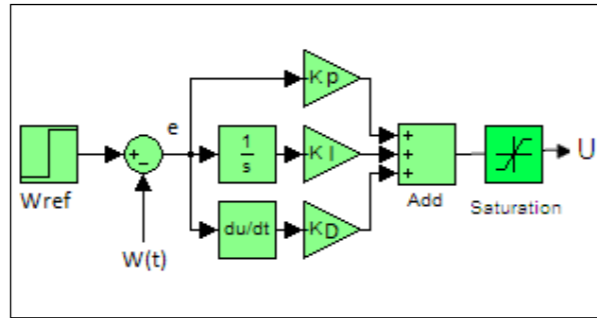 Wref
+
−
e
W(t)
Kp
1
s
KI
du/dt
KD
+
+
+
Add
Saturation
U